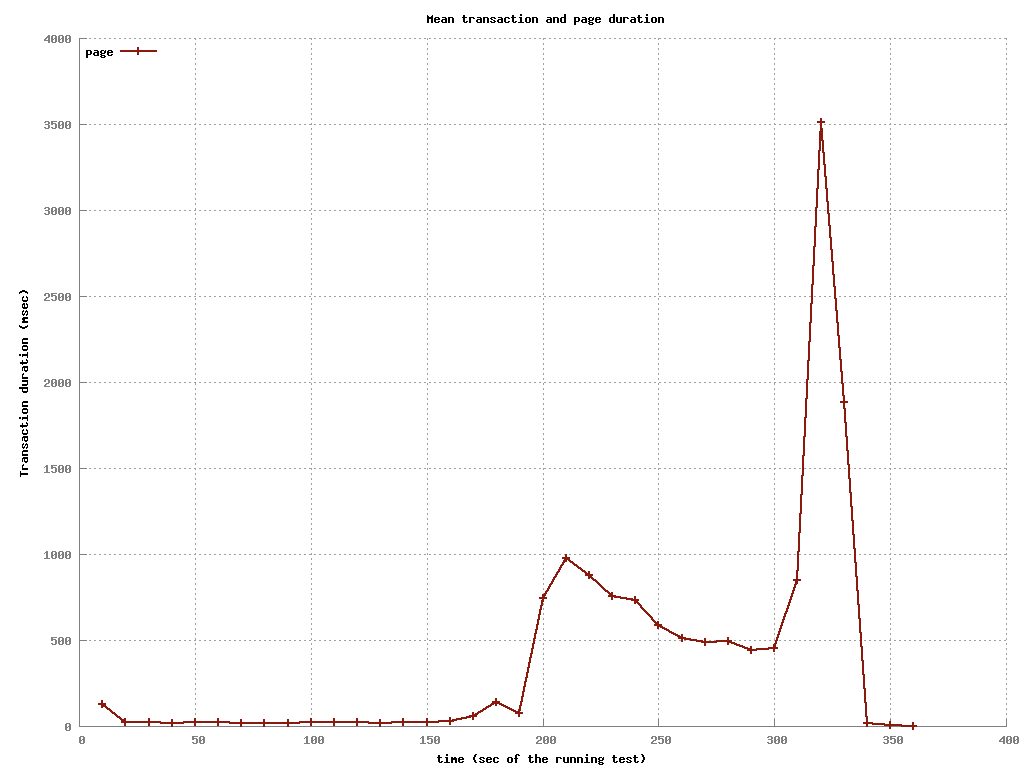 Mean transaction and page duration
page
4000
3500
3000
2500
2000
1500
1000
500
0
Transaction duration (msec)
0 50 100 150 200 250 300 350 400
time (sec of the running test)